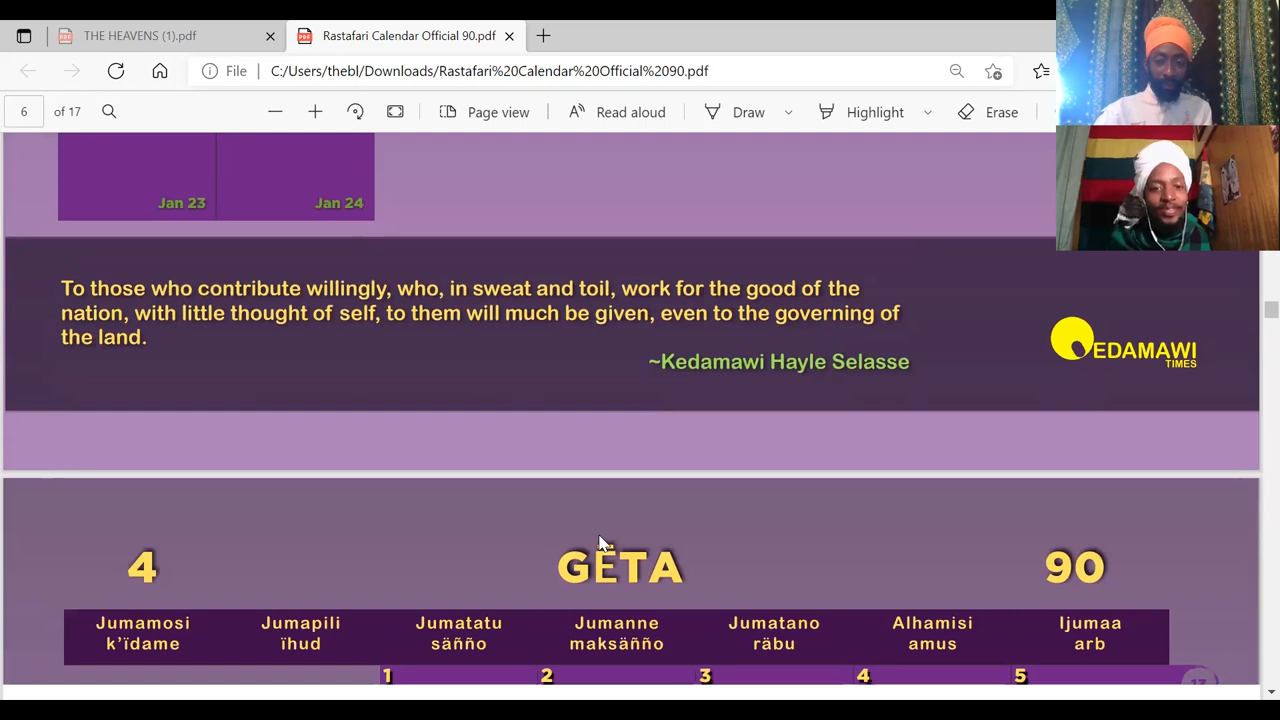 THE HEAVENS (1).pdf
Rastafari Calendar Official 90.pdf
File
C:/Users/thebl/Downloads/Rastafari%20Calendar%20Official%2090.pdf
6 of 17
Page view
Read aloud
Draw
Highlight
Erase
Jan 23
Jan 24
To those who contribute willingly, who, in sweat and toil, work for the good of the
nation, with little thought of self, to them will much be given, even to the governing of
the land.
~Kedamawi Hayle Selasse
EDAMAWI
TIMES
4
GËTA
90
Jumamosi Jumapili Jumatatu Jumanne Jumatano Alhamisi Ijumaa
k’ïdame ïhud säñño maksäñño räbu amus arb
1 2 3 4 5